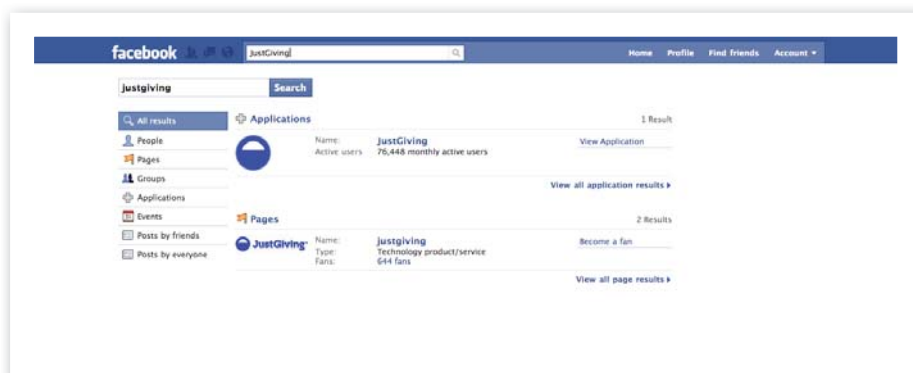 facebook JustGiving Home Profile Find friends Account
justgiving Search
All results
People
Pages
Groups
Applications
Events
Posts by friends
Posts by everyone
Applications 1 Result
Name: JustGiving View Application
Active users 76,448 monthly active users
View all application results
Pages 2 Results
JustGiving Name: justgiving Become a fan
Type: Technology product/service
Fans: 644 fans
View all page results